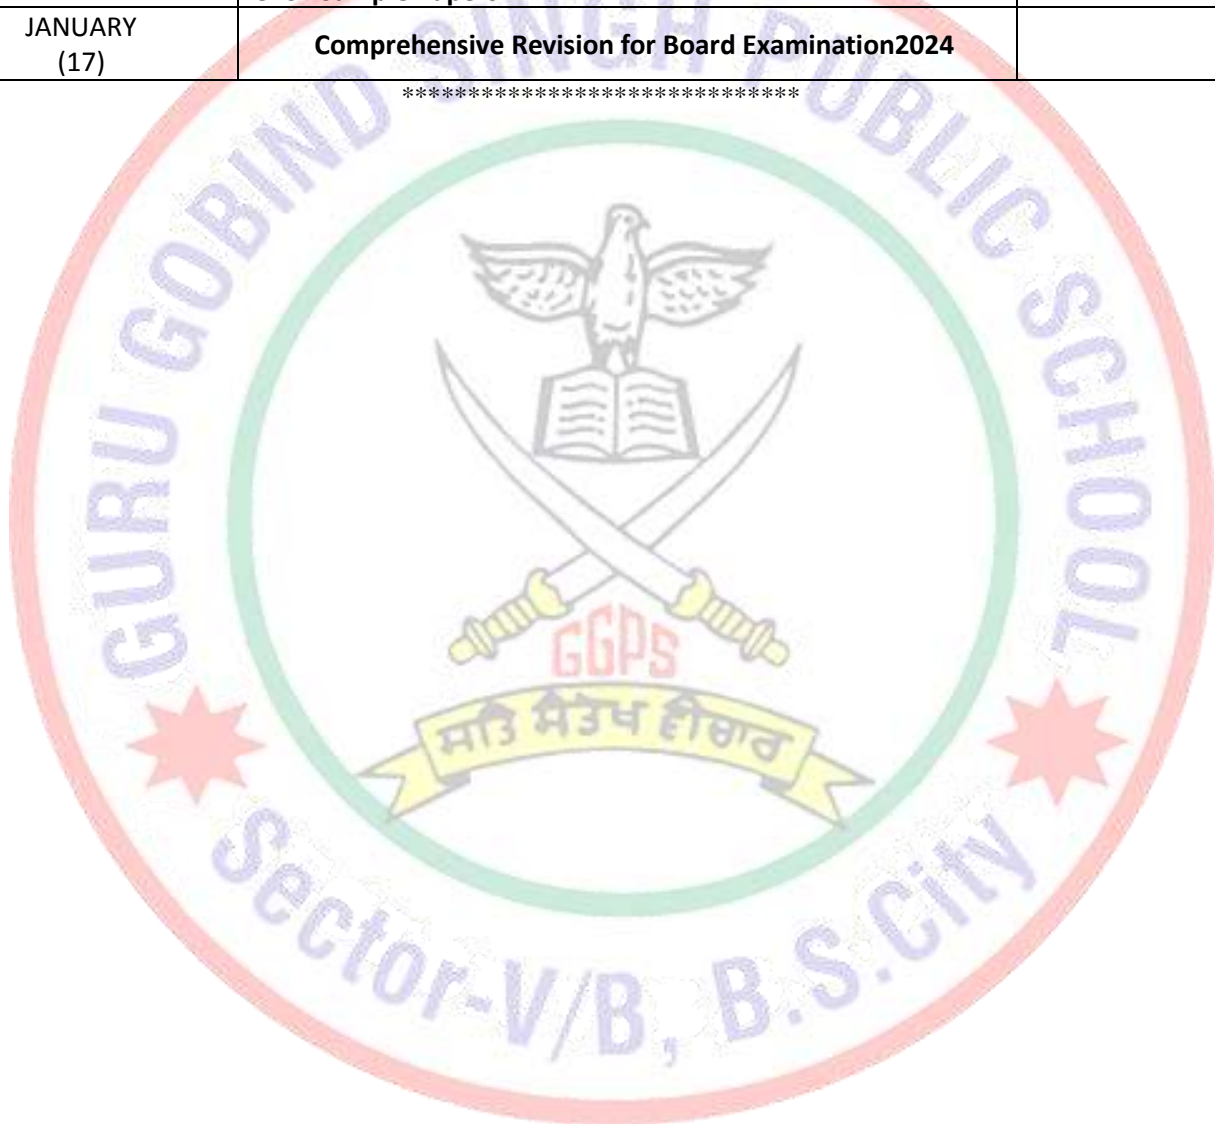 JANUARY
(17)
Comprehensive Revision for Board Examination2024
******************************
GURU GOBIND SINGH PUBLIC SCHOOL
GGPS
ਸਤਿ ਸੰਤੋਖ ਵੀਚਾਰ
Sector-V/B, B.S.City